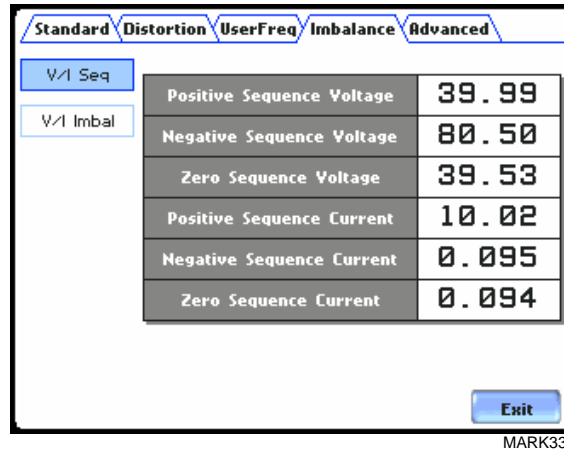 Standard Distortion UserFreq Imbalance Advanced
V/I Seq
V/I Imbal
Positive Sequence Voltage 39.99
Negative Sequence Voltage 80.50
Zero Sequence Voltage 39.53
Positive Sequence Current 10.02
Negative Sequence Current 0.095
Zero Sequence Current 0.094
Exit
MARK33